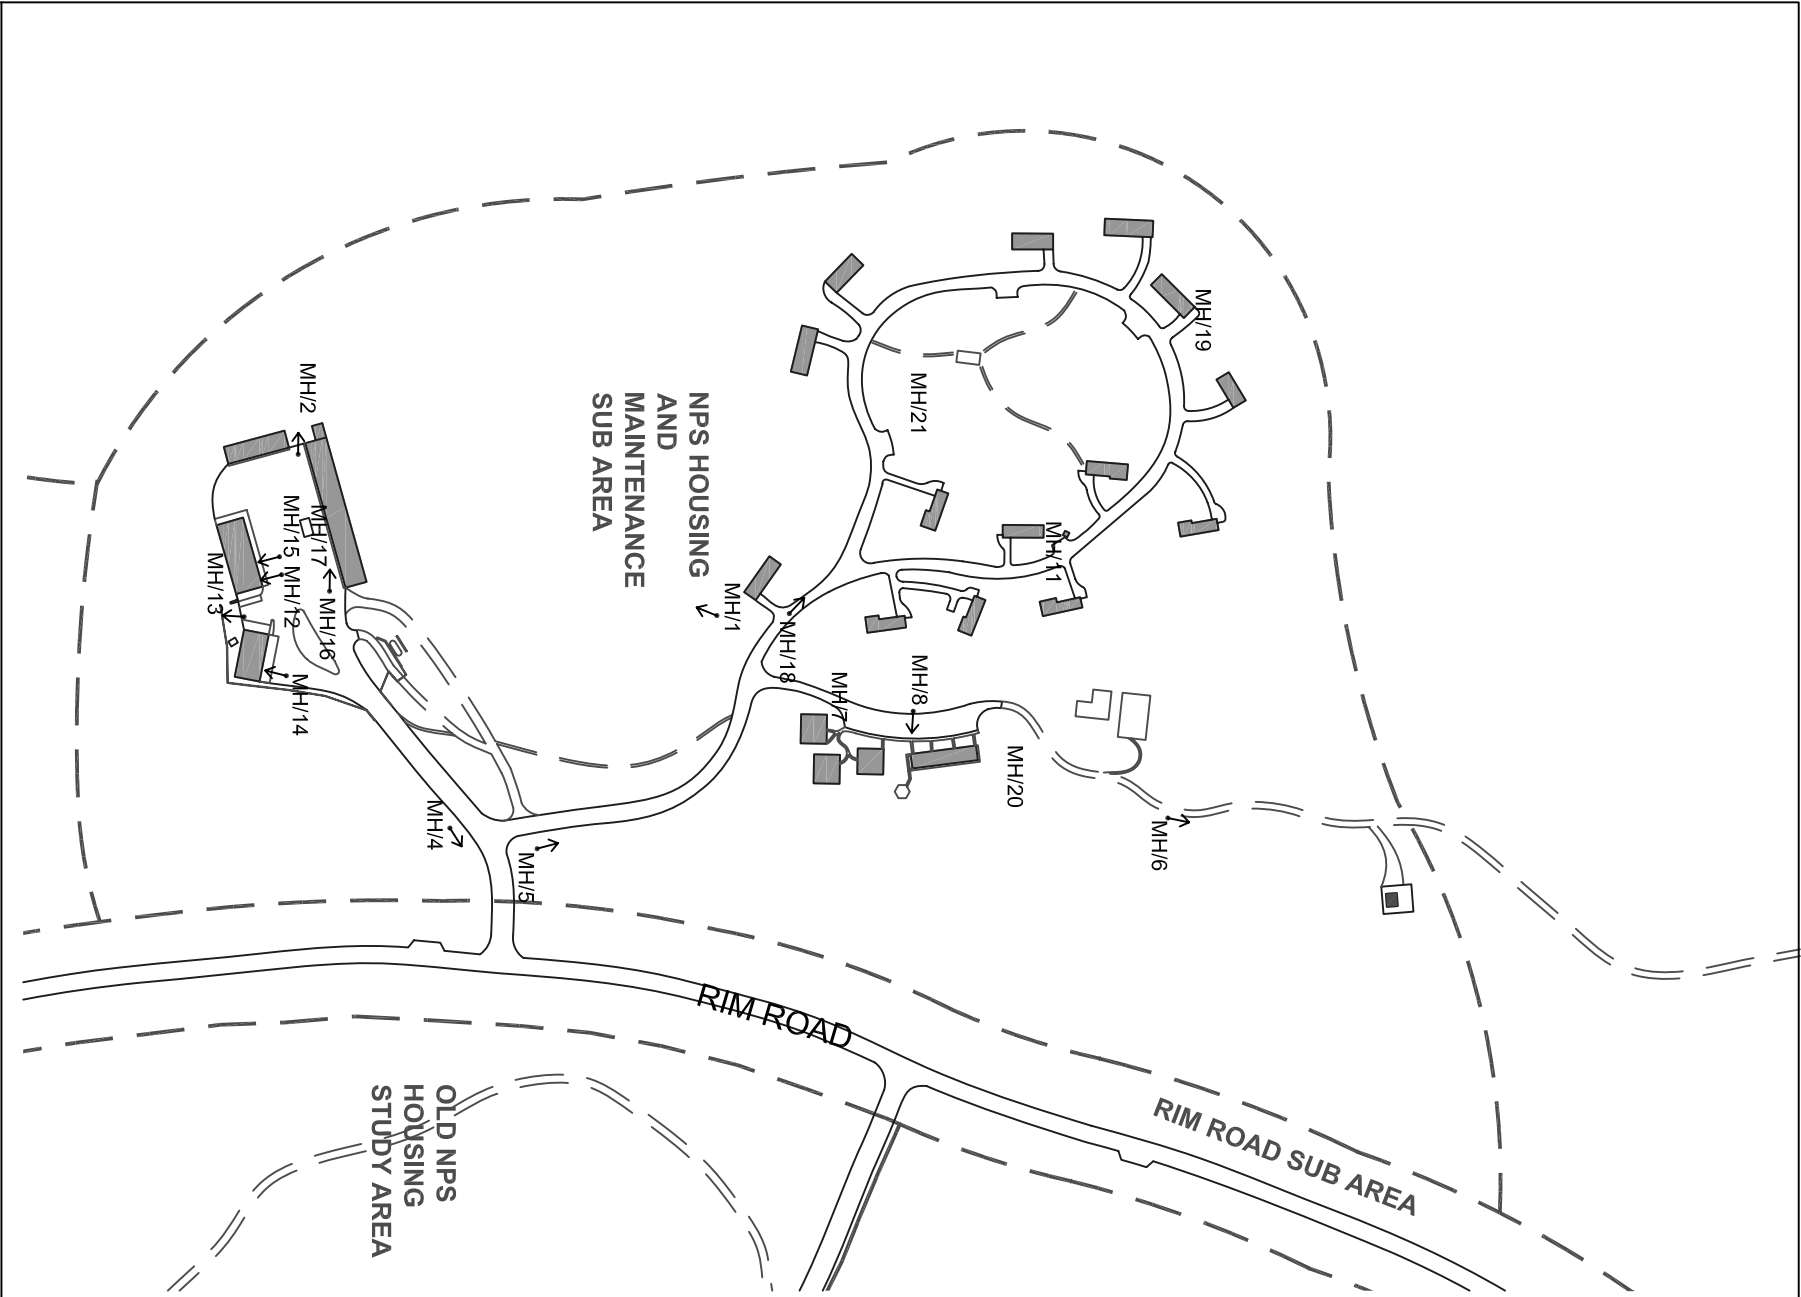 MH/19
MH/21
MH/2
NPS HOUSING
AND
MAINTENANCE
SUB AREA
MH/15
MH/17
MH/11
MH/13
MH/12
MH/16
MH/1
MH/18
MH/8
MH/7
MH/14
MH/20
MH/4
MH/5
MH/6
RIM ROAD
OLD NPS
HOUSING
STUDY AREA
RIM ROAD SUB AREA